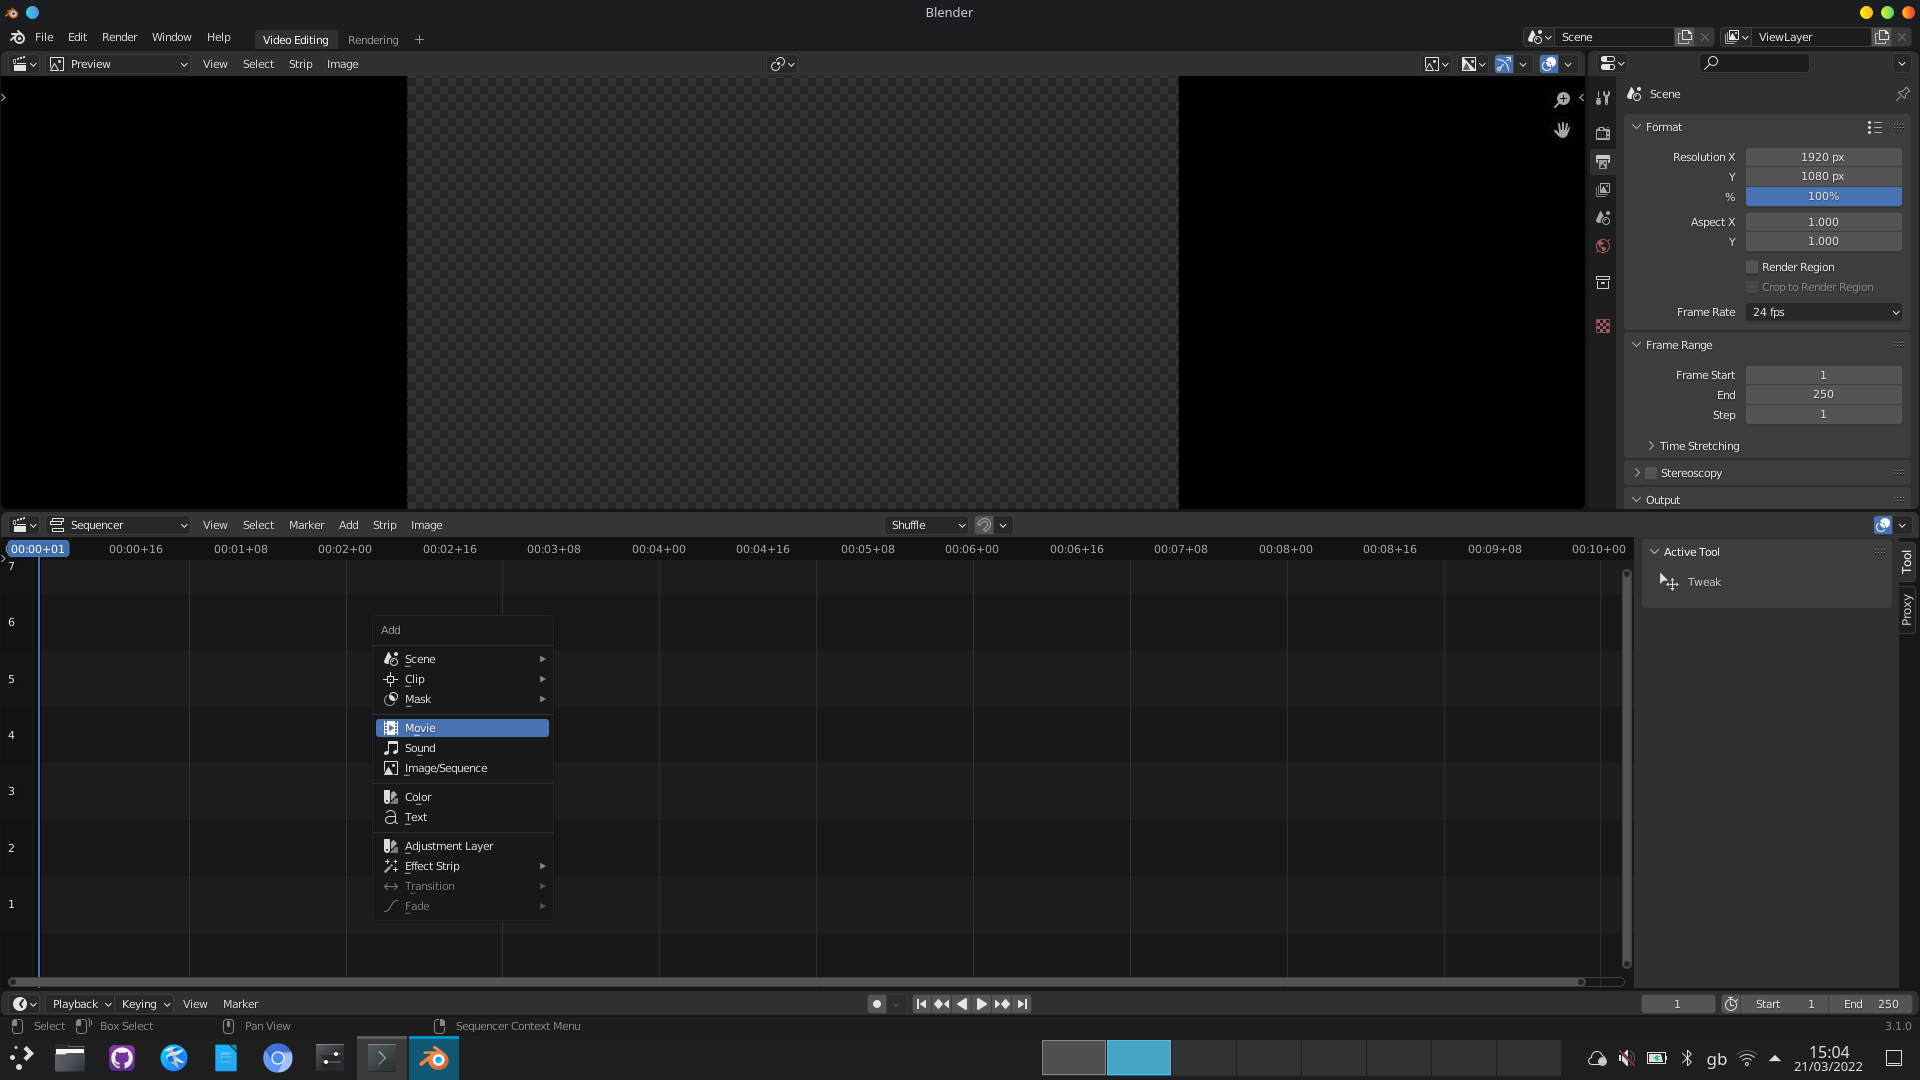 Blender
File Edit Render Window Help Video Editing Rendering + Scene ViewLayer
Preview View Select Strip Image
Scene
Format
Resolution X 1920 px
Y 1080 px
% 100%
Aspect X 1.000
Y 1.000
Render Region
Crop to Render Region
Frame Rate 24 fps
Frame Range
Frame Start 1
End 250
Step 1
Time Stretching
Stereoscopy
Output
Sequencer View Select Marker Add Strip Image Shuffle
00:00+01 00:00+16 00:01+08 00:02+00 00:02+16 00:03+08 00:04+00 00:04+16 00:05+08 00:06+00 00:06+16 00:07+08 00:08+00 00:08+16 00:09+08 00:10+00
Active Tool
Tweak
Tool
Proxy
7
6
5
4
3
2
1
Add
Scene
Clip
Mask
Movie
Sound
Image/Sequence
Color
Text
Adjustment Layer
Effect Strip
Transition
Fade
Playback Keying View Marker 1 Start 1 End 250
Select Box Select Pan View Sequencer Context Menu 3.1.0
gb 15:04
21/03/2022